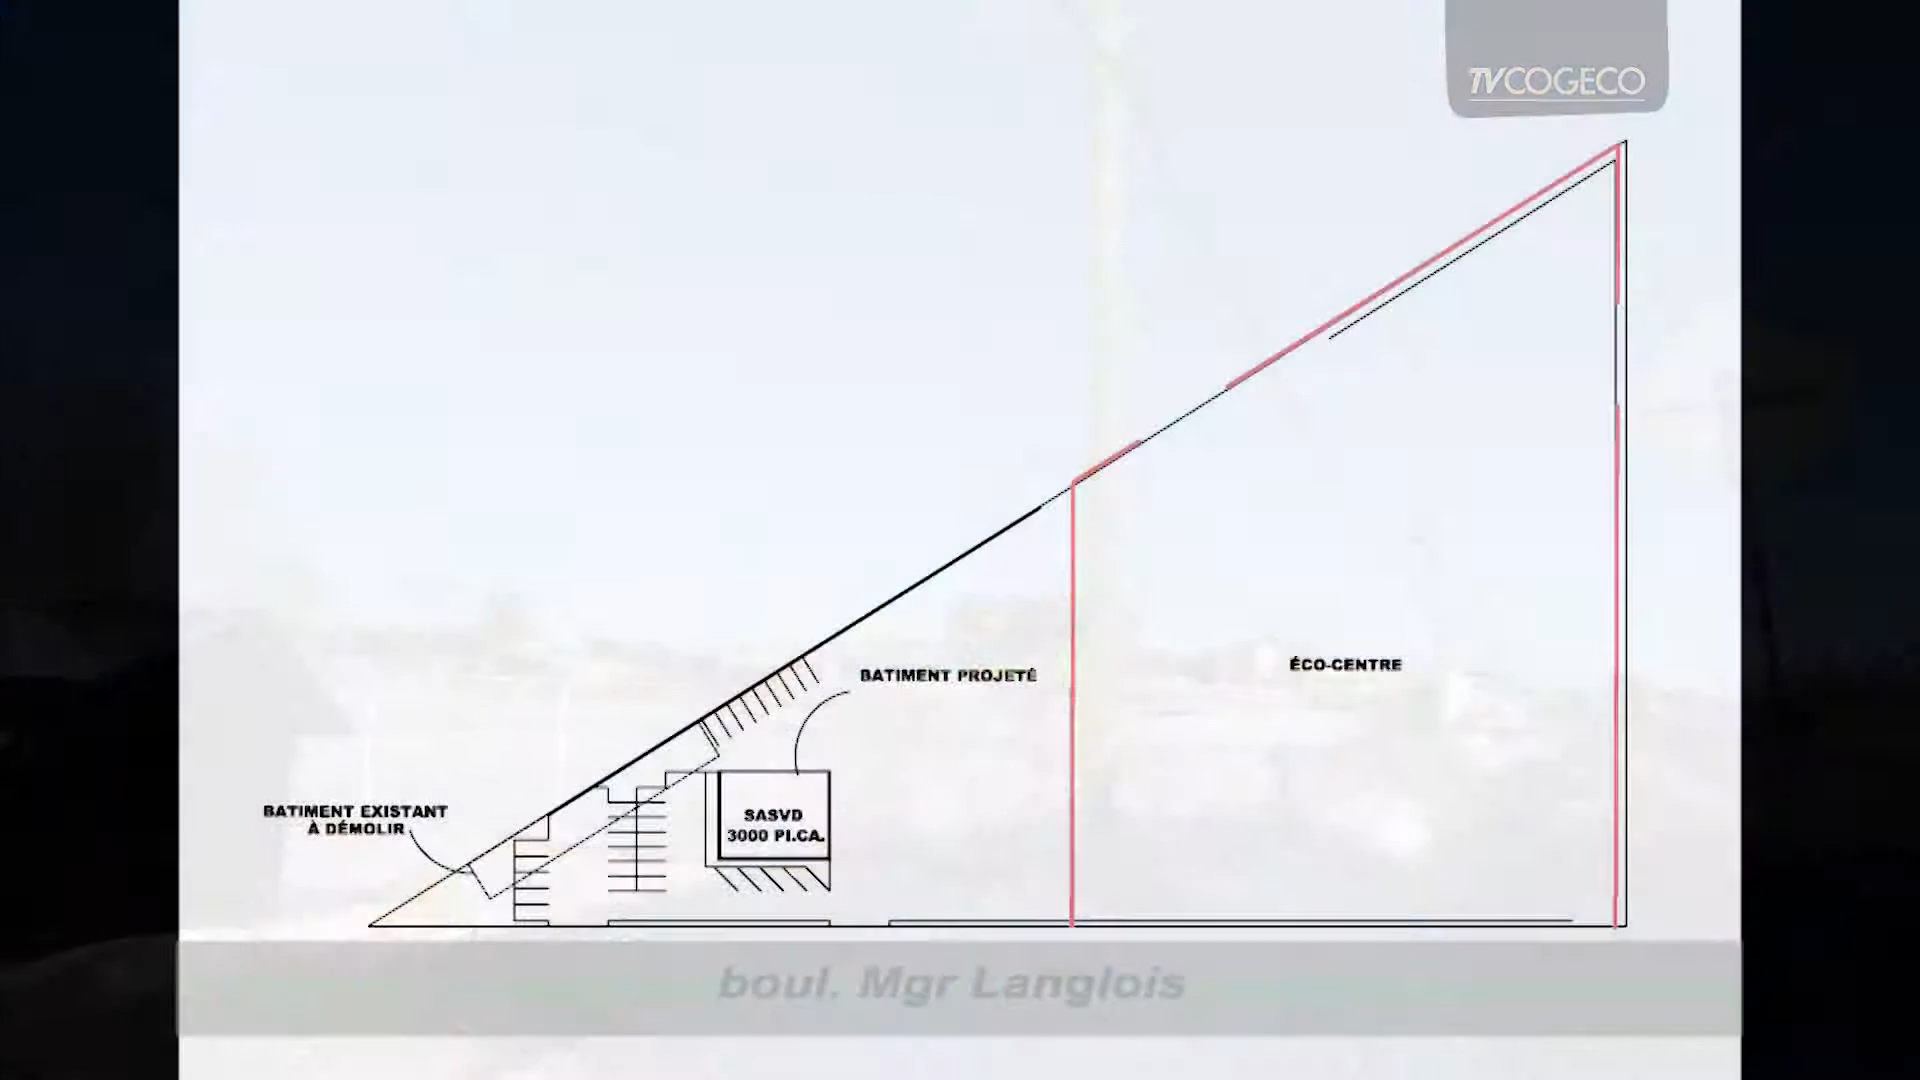 TVCOGECO
BATIMENT PROJETÉ
ÉCO-CENTRE
BATIMENT EXISTANT
À DÉMOLIR
SASVD
3000 PI.CA.
boul. Mgr Langlois